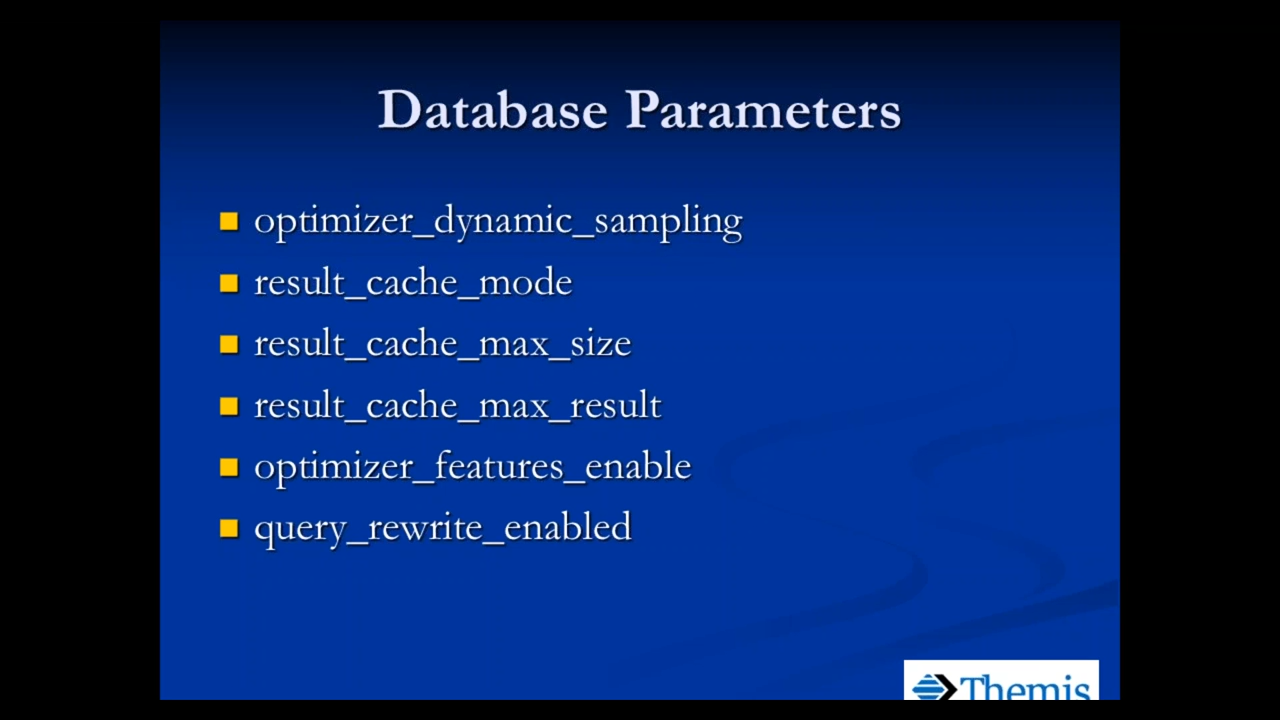 Database Parameters
optimizer_dynamic_sampling
result_cache_mode
result_cache_max_size
result_cache_max_result
optimizer_features_enable
query_rewrite_enabled
Themis